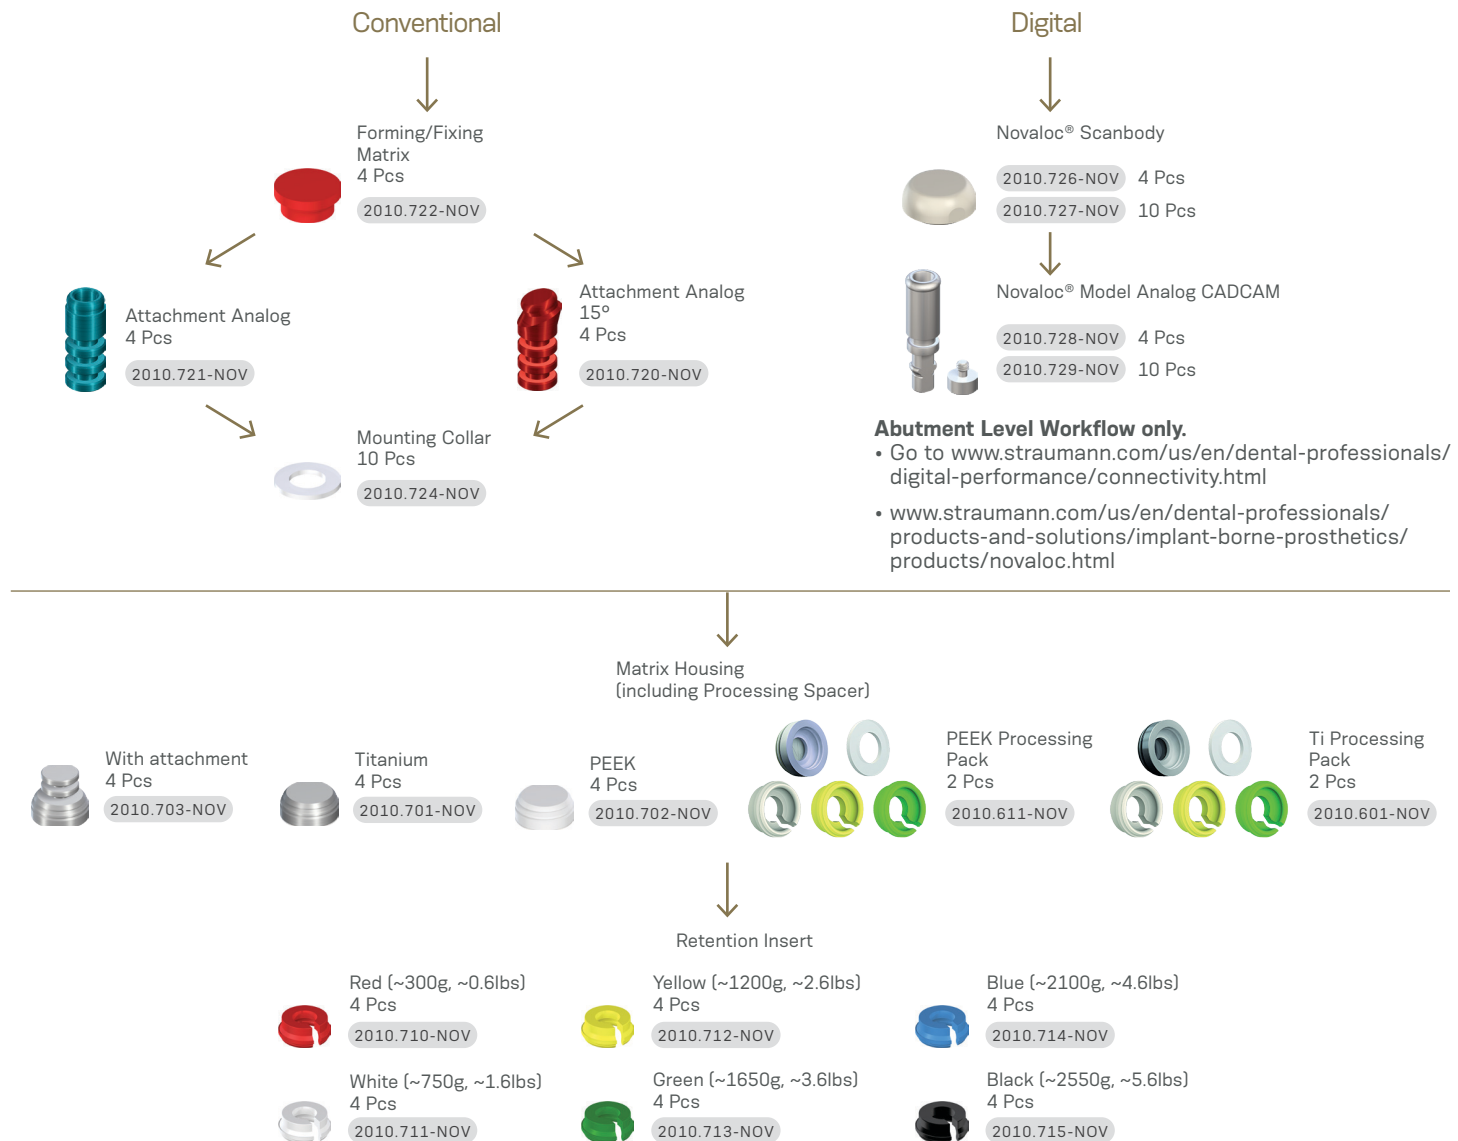 Conventional
Forming/Fixing
Matrix
4 Pcs
2010.722-NOV
Attachment Analog
4 Pcs
2010.721-NOV
Attachment Analog
15º
4 Pcs
2010.720-NOV
Mounting Collar
10 Pcs
2010.724-NOV
Digital
Novaloc® Scanbody
2010.726-NOV 4 Pcs
2010.727-NOV 10 Pcs
Novaloc® Model Analog CADCAM
2010.728-NOV 4 Pcs
2010.729-NOV 10 Pcs
Abutment Level Workflow only.
• Go to www.straumann.com/us/en/dental-professionals/
digital-performance/connectivity.html
• www.straumann.com/us/en/dental-professionals/
products-and-solutions/implant-borne-prosthetics/
products/novaloc.html
Matrix Housing
(including Processing Spacer)
With attachment
4 Pcs
2010.703-NOV
Titanium
4 Pcs
2010.701-NOV
PEEK
4 Pcs
2010.702-NOV
PEEK Processing
Pack
2 Pcs
2010.611-NOV
Ti Processing
Pack
2 Pcs
2010.601-NOV
Retention Insert
Red (~300g, ~0.6lbs)
4 Pcs
2010.710-NOV
Yellow (~1200g, ~2.6lbs)
4 Pcs
2010.712-NOV
Blue (~2100g, ~4.6lbs)
4 Pcs
2010.714-NOV
White (~750g, ~1.6lbs)
4 Pcs
2010.711-NOV
Green (~1650g, ~3.6lbs)
4 Pcs
2010.713-NOV
Black (~2550g, ~5.6lbs)
4 Pcs
2010.715-NOV